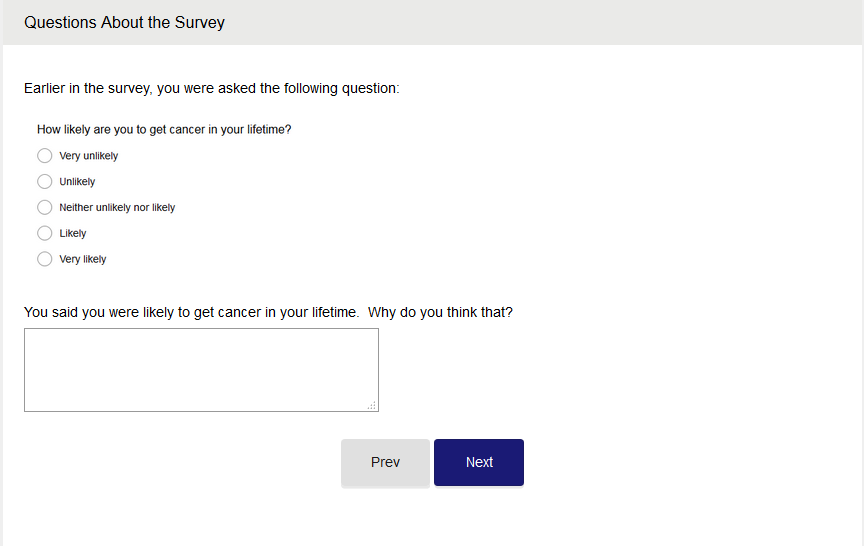 Questions About the Survey
Earlier in the survey, you were asked the following question:
How likely are you to get cancer in your lifetime?
Very unlikely
Unlikely
Neither unlikely nor likely
Likely
Very likely
You said you were likely to get cancer in your lifetime.  Why do you think that?
Prev
Next